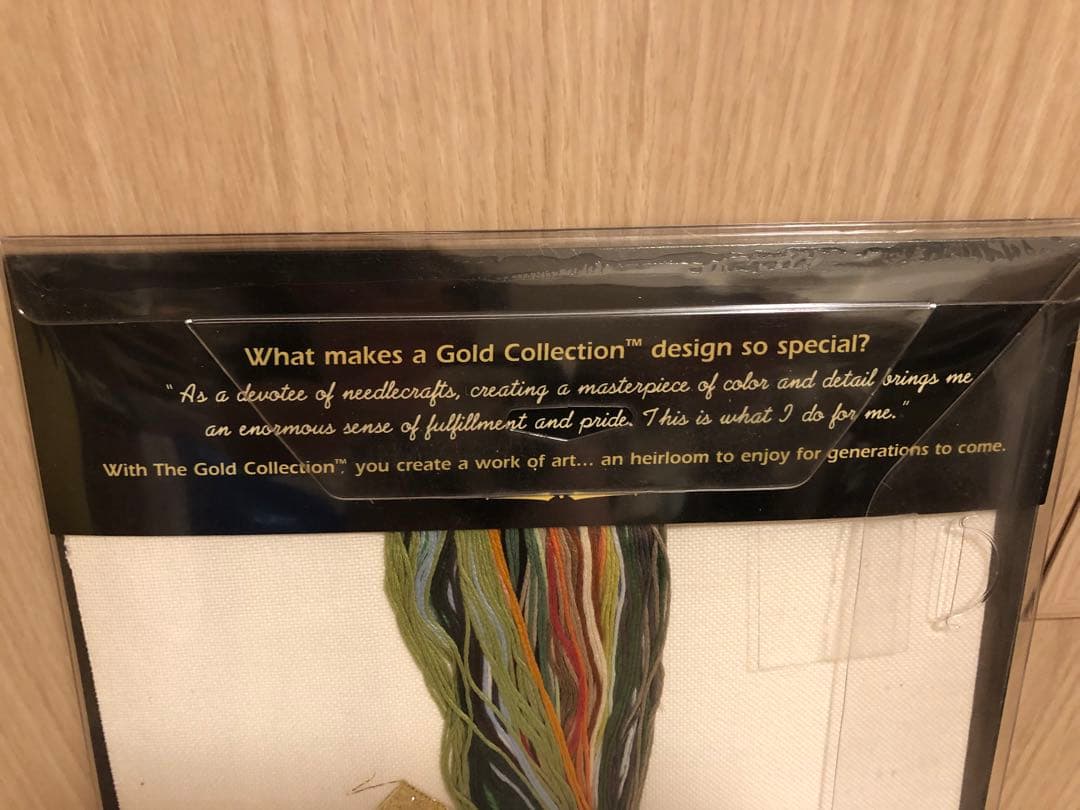 What makes a Gold Collection™ design so special?
"As a devotee of needlecrafts, creating a masterpiece of color and detail brings me
an enormous sense of fulfillment and pride. This is what I do for me."
With The Gold Collection™ you create a work of art... an heirloom to enjoy for generations to come.